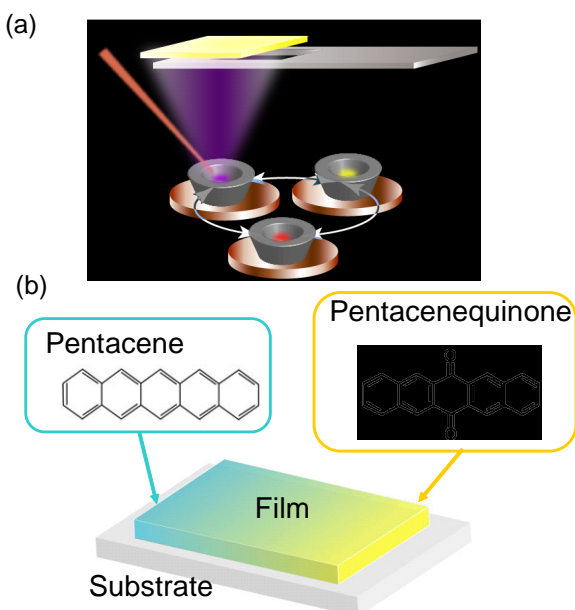 (a)
(b)
Pentacene
Pentacenequinone
O
O
Film
Substrate